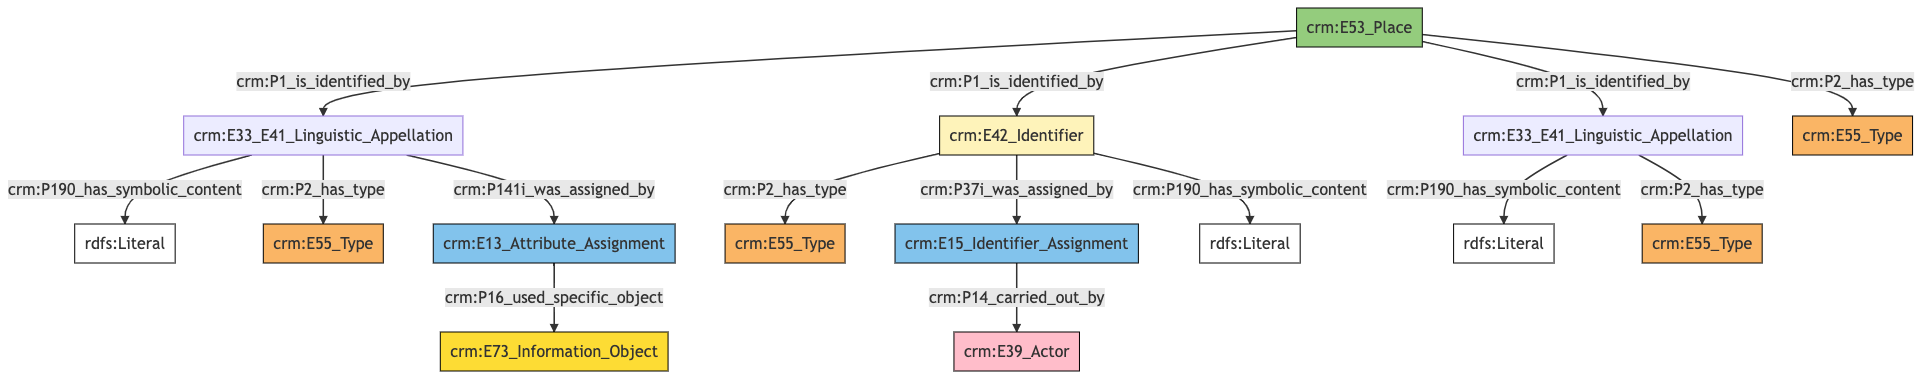 crm:E53_Place
crm:P1_is_identified_by
crm:P1_is_identified_by
crm:P1_is_identified_by
crm:P2_has_type
crm:E33_E41_Linguistic_Appellation
crm:E42_Identifier
crm:E33_E41_Linguistic_Appellation
crm:E55_Type
crm:P190_has_symbolic_content
crm:P2_has_type
crm:P141i_was_assigned_by
crm:P2_has_type
crm:P37i_was_assigned_by
crm:P190_has_symbolic_content
crm:P190_has_symbolic_content
crm:P2_has_type
rdfs:Literal
crm:E55_Type
crm:E13_Attribute_Assignment
crm:E55_Type
crm:E15_Identifier_Assignment
rdfs:Literal
rdfs:Literal
crm:E55_Type
crm:P16_used_specific_object
crm:P14_carried_out_by
crm:E73_Information_Object
crm:E39_Actor